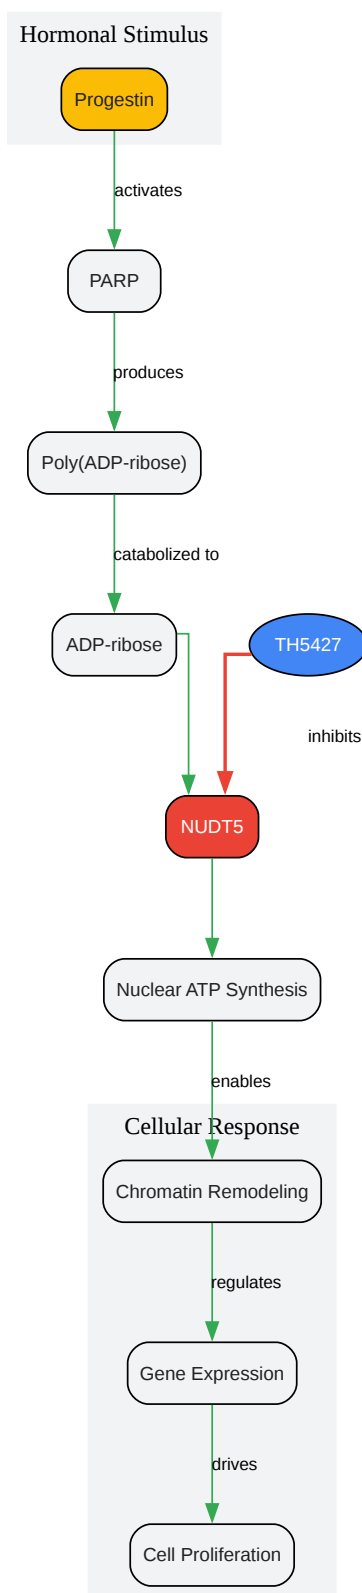 Hormonal Stimulus
Progestin
activates
PARP
produces
Poly(ADP-ribose)
catabolized to
ADP-ribose
TH5427
inhibits
NUDT5
Nuclear ATP Synthesis
enables
Cellular Response
Chromatin Remodeling
regulates
Gene Expression
drives
Cell Proliferation